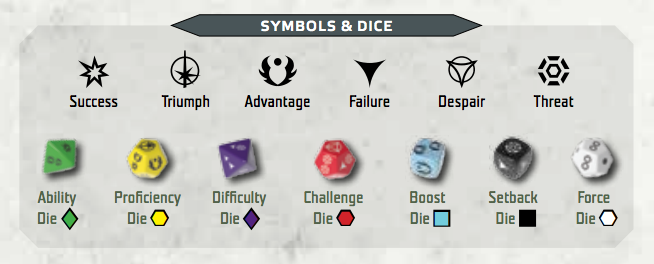 SYMBOLS & DICE
Success Triumph Advantage Failure Despair Threat
Ability Proficiency Difficulty Challenge Boost Setback Force
Die Die Die Die Die Die Die